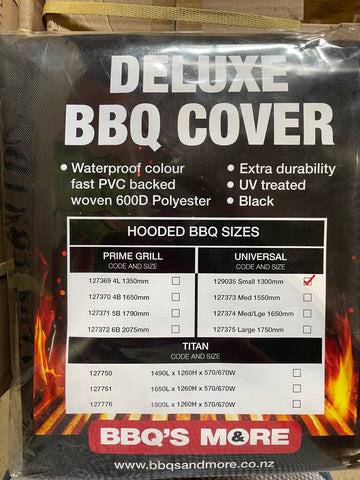 DELUXE
BBQ COVER
• Waterproof colour
fast PVC backed
woven 600D Polyester
• Extra durability
• UV treated
• Black
HOODED BBQ SIZES
PRIME GRILL
CODE AND SIZE
127369 4L 1350mm
127370 4B 1650mm
127371 5B 1790mm
127372 6B 2075mm
UNIVERSAL
CODE AND SIZE
129035 Small 1300mm
127373 Med 1550mm
127374 Med/Lge 1650mm
127375 Large 1750mm
TITAN
CODE AND SIZE
127750 1490L x 1260H x 570/670W
127751 1650L x 1260H x 570/670W
127776 1800L x 1260H x 570/670W
BBQ'S M&RE
www.bbqsandmore.co.nz